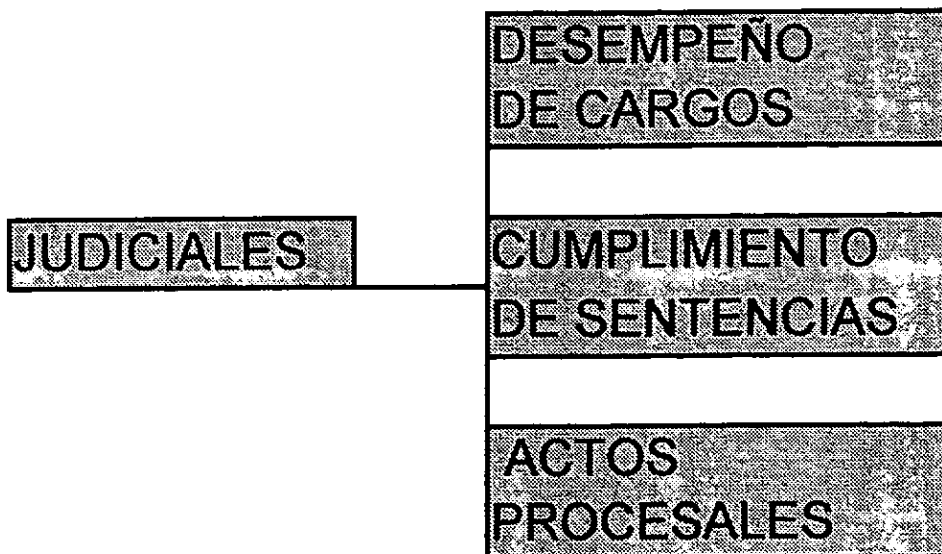 JUDICIALES
DESEMPEÑO
DE CARGOS
CUMPLIMIENTO
DE SENTENCIAS
ACTOS
PROCESALES